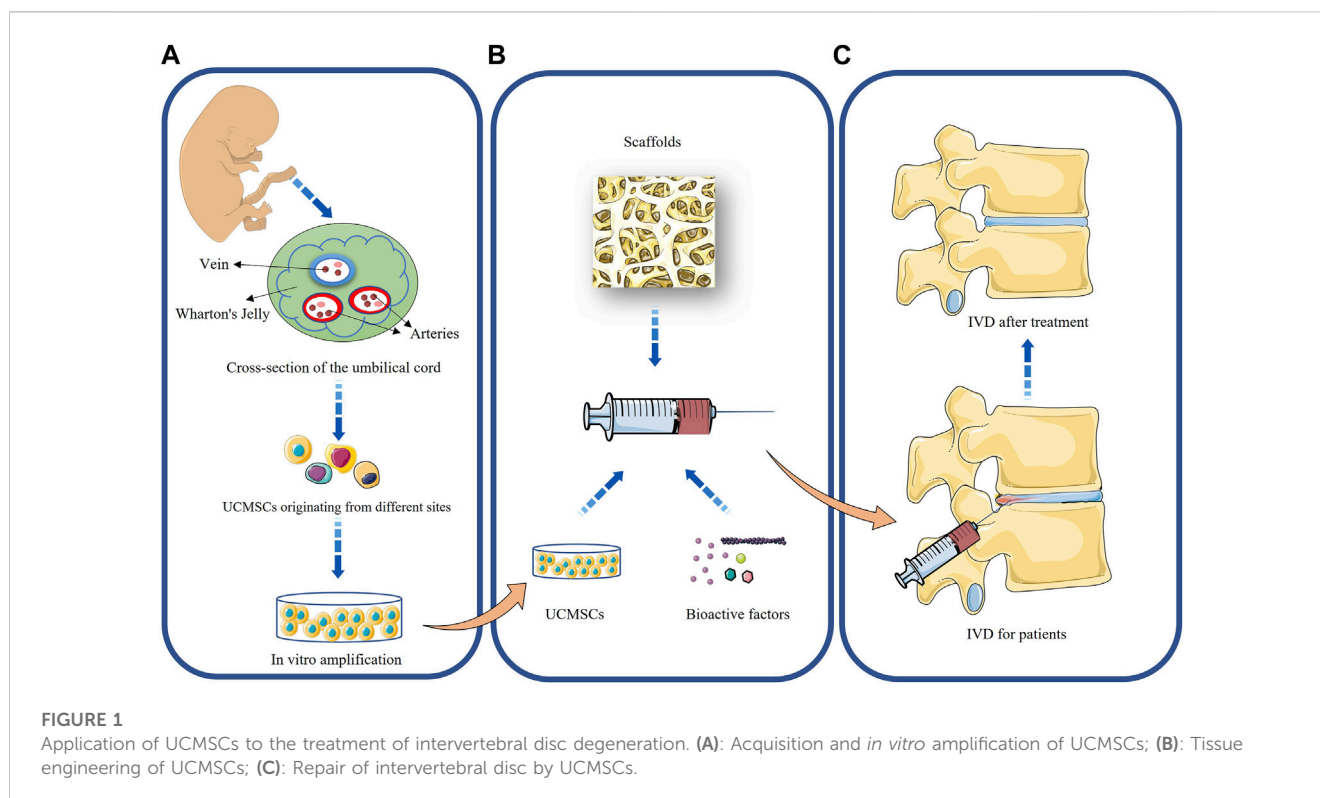 A
Vein
Wharton's Jelly
Arteries
Cross-section of the umbilical cord
UCMSCs originating from different sites
In vitro amplification
B
Scaffolds
UCMSCs
Bioactive factors
C
IVD after treatment
IVD for patients
FIGURE 1
Application of UCMSCs to the treatment of intervertebral disc degeneration. (A): Acquisition and in vitro amplification of UCMSCs; (B): Tissue
engineering of UCMSCs; (C): Repair of intervertebral disc by UCMSCs.